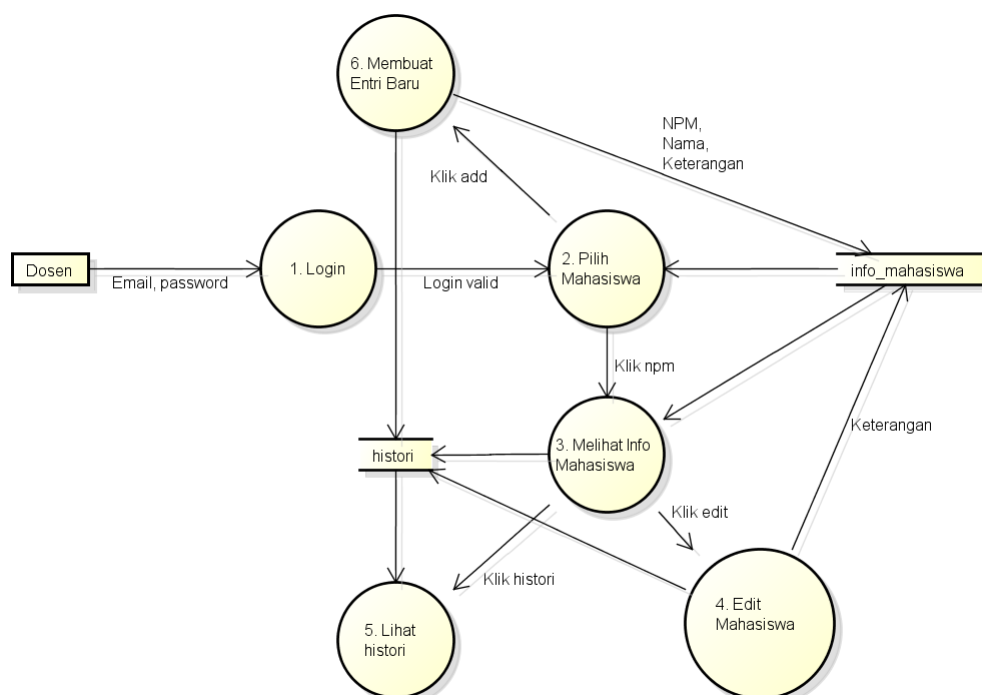 6. Membuat
Entri Baru
NPM,
Nama,
Keterangan
Klik add
Dosen
Email, password
1. Login
Login valid
2. Pilih
Mahasiswa
info_mahasiswa
Klik npm
Keterangan
histori
3. Melihat Info
Mahasiswa
Klik edit
Klik histori
4. Edit
Mahasiswa
5. Lihat
histori